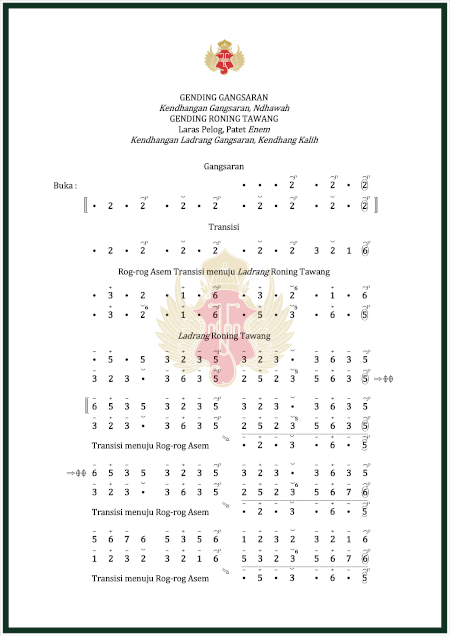 GENDING GANGSARAN
Kendhangan Gangsaran, Ndhawah
GENDING RONING TAWANG
Laras Pelog, Patet Enem
Kendhangan Ladrang Gangsaran, Kendhang Kalih
Gangsaran
Buka : • • • 2 • 2 • 2
• 2 • 2 • 2 • 2 • 2 • 2 • 2 • 2
Transisi
• 2 • 2 • 2 • 2 • 2 • 2 3 2 1 6
Rog-rog Asem Transisi menuju Ladrang Roning Tawang
• 3 • 2 • 1 • 6 • 3 • 2 • 1 • 6
• 3 • 2 • 1 • 6 • 5 • 3 • 6 • 5
Ladrang Roning Tawang
• 5 • 5 3 2 3 5 3 2 3 • 3 6 3 5
3 2 3 • 3 6 3 5 2 5 2 3 5 6 3 5 ⇒ϕϕ
6 5 3 5 3 2 3 5 3 2 3 • 3 6 3 5
3 2 3 • 3 6 3 5 2 5 2 3 5 6 3 5
Transisi menuju Rog-rog Asem • 2 • 3 • 6 • 5
⇒ϕϕ 6 5 3 5 3 2 3 5 3 2 3 • 3 6 3 5
3 2 3 • 3 6 3 5 2 5 2 3 5 6 7 6
Transisi menuju Rog-rog Asem • 2 • 3 • 6 • 5
5 6 7 6 5 3 5 6 1 2 3 2 3 2 1 6
1 2 3 2 3 2 1 6 5 3 2 3 5 6 7 6
Transisi menuju Rog-rog Asem • 5 • 3 • 6 • 5